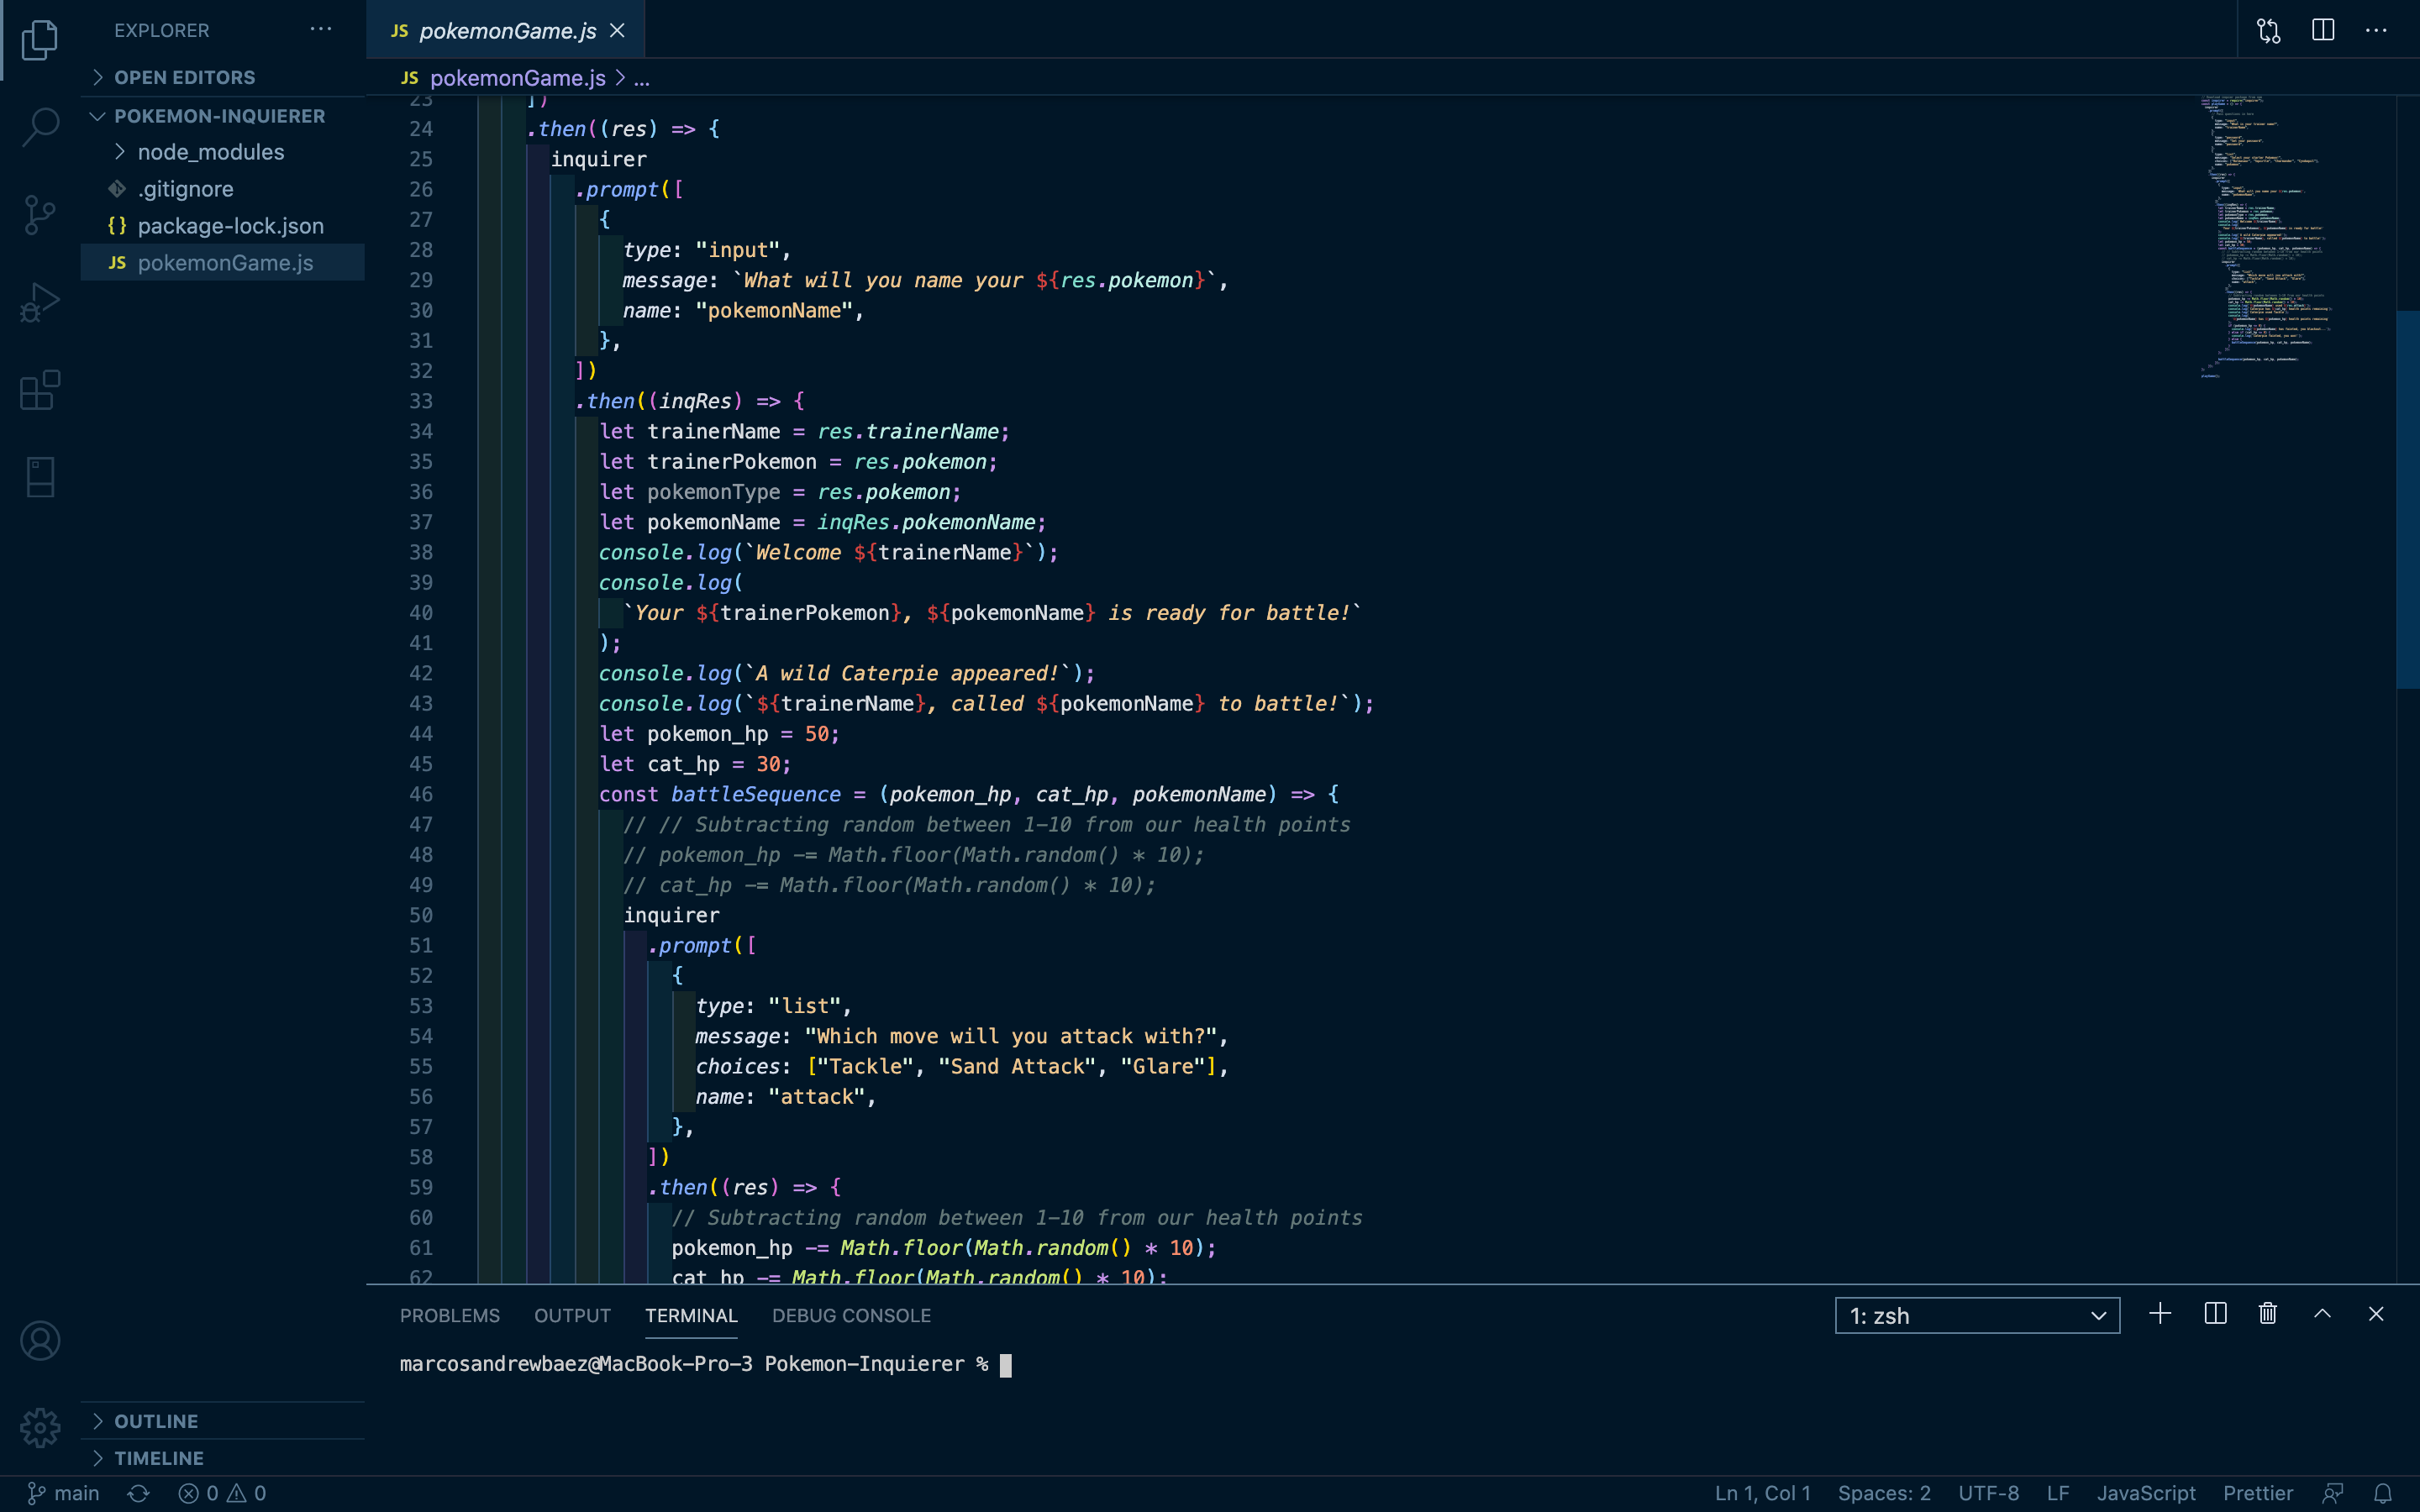 EXPLORER
OPEN EDITORS
POKEMON-INQUIERER
node_modules
.gitignore
{} package-lock.json
JS pokemonGame.js
OUTLINE
TIMELINE
JS pokemonGame.js
JS pokemonGame.js > ...
23 ])
24 .then((res) => {
25 inquirer
26 .prompt([
27 {
28 type: "input",
29 message: `What will you name your ${res.pokemon}`,
30 name: "pokemonName",
31 },
32 ])
33 .then((inqRes) => {
34 let trainerName = res.trainerName;
35 let trainerPokemon = res.pokemon;
36 let pokemonType = res.pokemon;
37 let pokemonName = inqRes.pokemonName;
38 console.log(`Welcome ${trainerName}`);
39 console.log(
40 `Your ${trainerPokemon}, ${pokemonName} is ready for battle!`
41 );
42 console.log(`A wild Caterpie appeared!`);
43 console.log(`${trainerName}, called ${pokemonName} to battle!`);
44 let pokemon_hp = 50;
45 let cat_hp = 30;
46 const battleSequence = (pokemon_hp, cat_hp, pokemonName) => {
47 // // Subtracting random between 1-10 from our health points
48 // pokemon_hp -= Math.floor(Math.random() * 10);
49 // cat_hp -= Math.floor(Math.random() * 10);
50 inquirer
51 .prompt([
52 {
53 type: "list",
54 message: "Which move will you attack with?",
55 choices: ["Tackle", "Sand Attack", "Glare"],
56 name: "attack",
57 },
58 ])
59 .then((res) => {
60 // Subtracting random between 1-10 from our health points
61 pokemon_hp -= Math.floor(Math.random() * 10);
62 cat_hp -= Math.floor(Math.random() * 10);
PROBLEMS OUTPUT TERMINAL DEBUG CONSOLE
1: zsh
marcosandrewbaez@MacBook-Pro-3 Pokemon-Inquierer %
main 0 0 Ln 1, Col 1 Spaces: 2 UTF-8 LF JavaScript Prettier